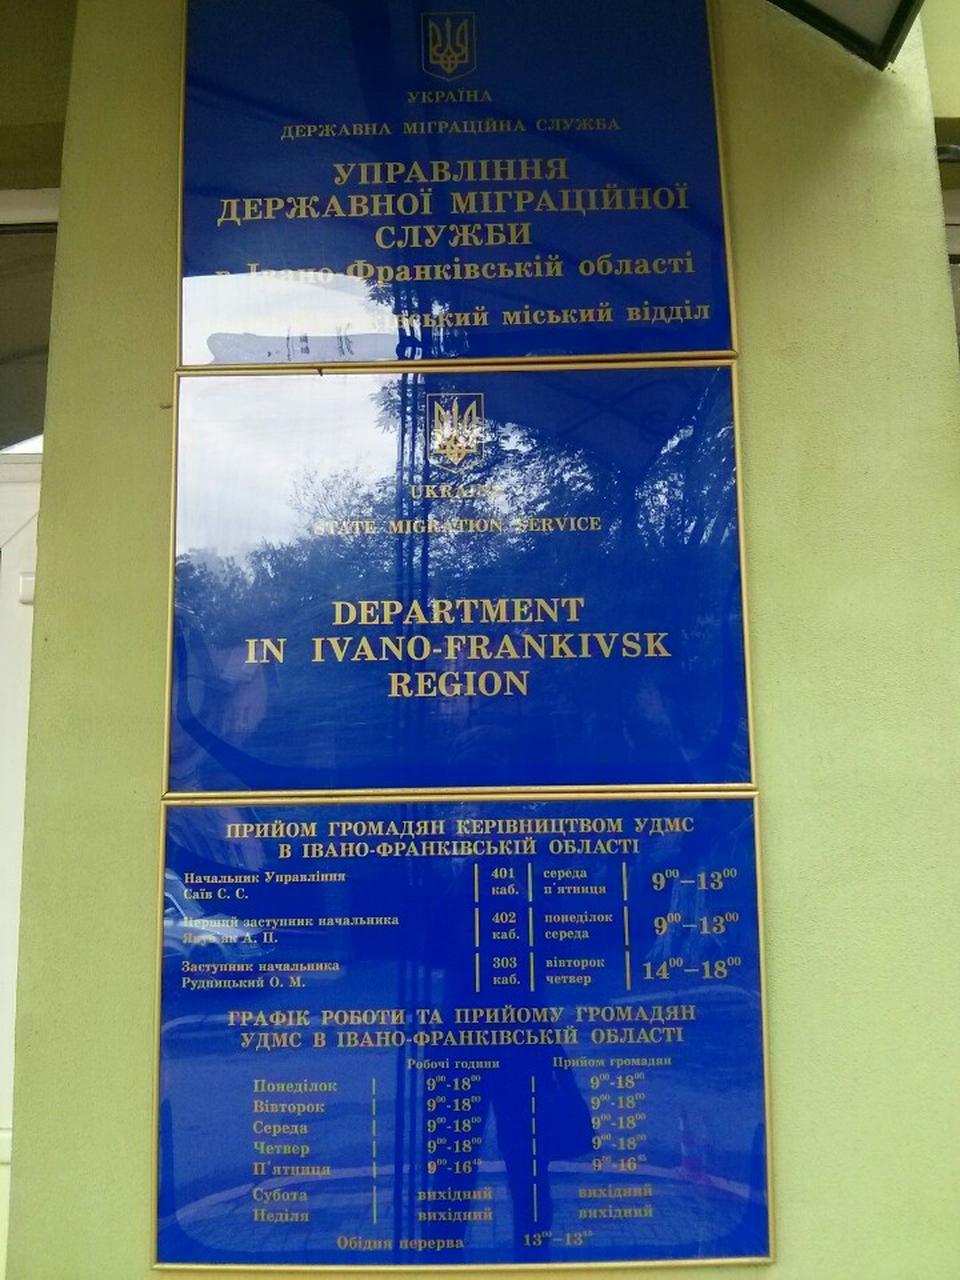 УКРАЇНА
ДЕРЖАВНА МІГРАЦІЙНА СЛУЖБА
УПРАВЛІННЯ
ДЕРЖАВНОЇ МІГРАЦІЙНОЇ
СЛУЖБИ
в Івано-Франківській області
міський відділ
UKRAINE
STATE MIGRATION SERVICE
DEPARTMENT
IN IVANO-FRANKIVSK
REGION
ПРИЙОМ ГРОМАДЯН КЕРІВНИЦТВОМ УДМС
В ІВАНО-ФРАНКІВСЬКІЙ ОБЛАСТІ
Начальник Управління 401 середа 9⁰⁰–13⁰⁰
Саїв С. С. каб. п'ятниця
Перший заступник начальника 402 понеділок 9⁰⁰–13⁰⁰
Якуб'як А. П. каб. середа
Заступник начальника 303 вівторок 14⁰⁰–18⁰⁰
Рудницький О. М. каб. четвер
ГРАФІК РОБОТИ ТА ПРИЙОМУ ГРОМАДЯН
УДМС В ІВАНО-ФРАНКІВСЬКІЙ ОБЛАСТІ
Робочі години Прийом громадян
Понеділок 9⁰⁰-18⁰⁰ 9⁰⁰-18⁰⁰
Вівторок 9⁰⁰-18⁰⁰ 9⁰⁰-18⁰⁰
Середа 9⁰⁰-18⁰⁰ 9⁰⁰-18⁰⁰
Четвер 9⁰⁰-18⁰⁰ 9⁰⁰-18⁰⁰
П'ятниця 9⁰⁰-16⁴⁵ 9⁰⁰-16⁴⁵
Субота вихідний вихідний
Неділя вихідний вихідний
Обідня перерва 13⁰⁰–13⁴⁵